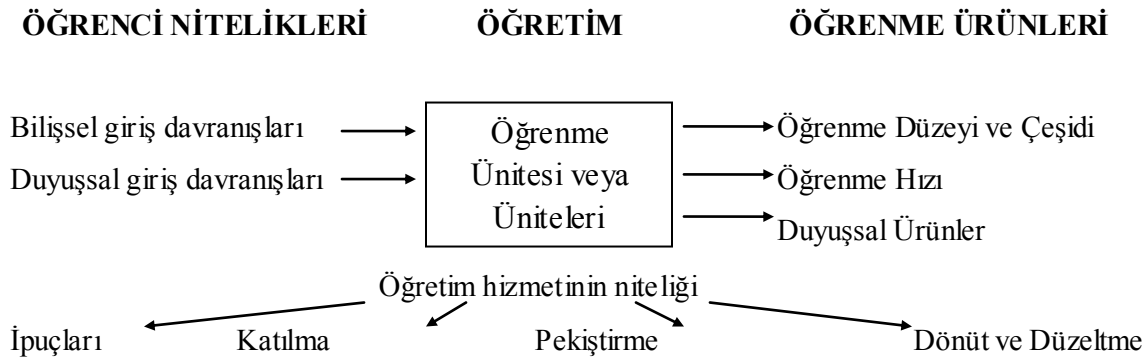 ÖĞRENCİ NİTELİKLERİ ÖĞRETİM ÖĞRENME ÜRÜNLERİ
Bilişsel giriş davranışları
Duyuşsal giriş davranışları
Öğrenme
Ünitesi veya
Üniteleri
Öğrenme Düzeyi ve Çeşidi
Öğrenme Hızı
Duyuşsal Ürünler
Öğretim hizmetinin niteliği
İpuçları Katılma Pekiştirme Dönüt ve Düzeltme